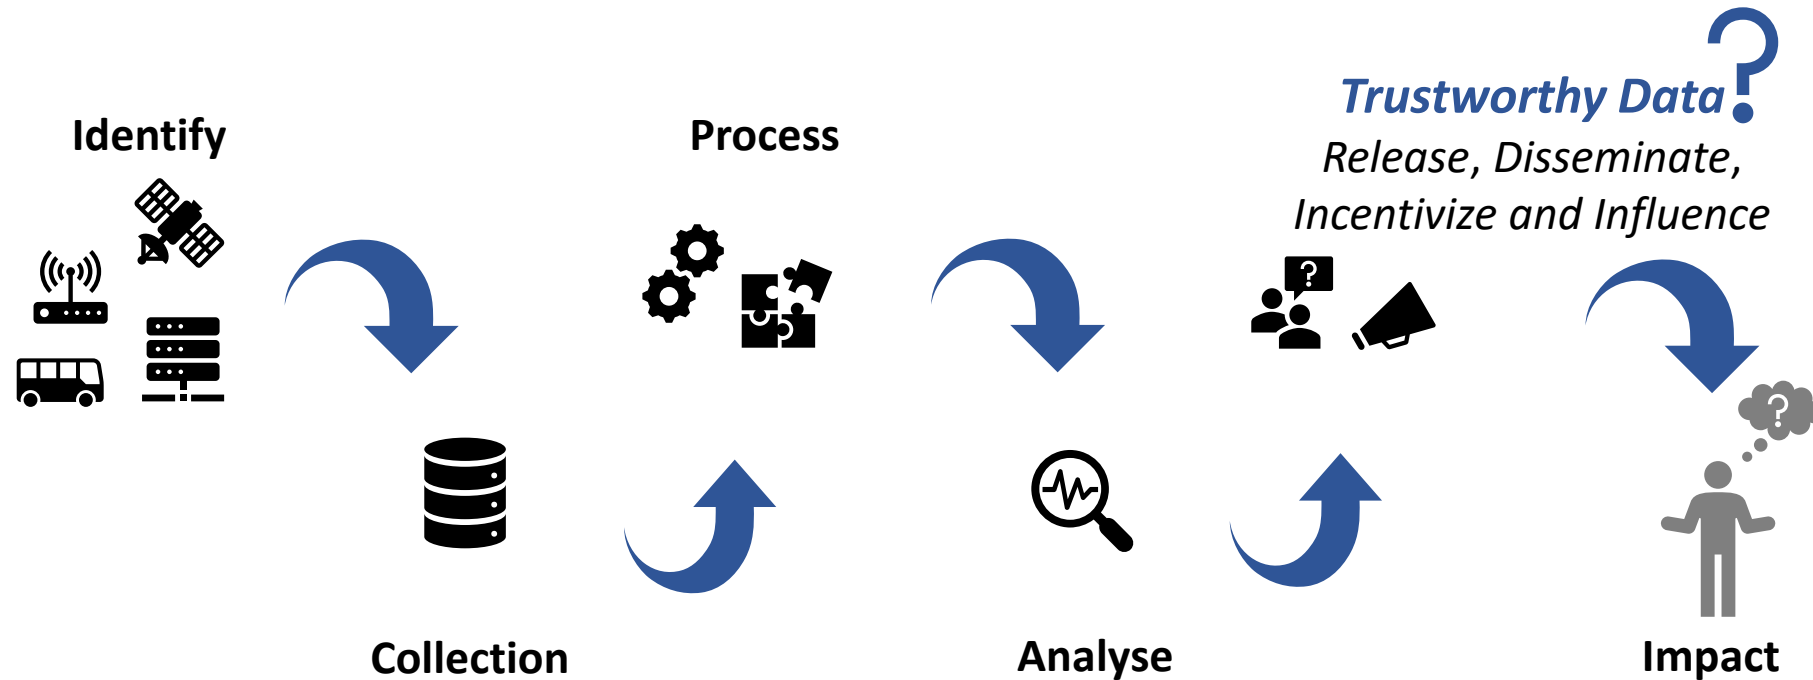 Identify
Collection
Process
Analyse
Trustworthy Data?
Release, Disseminate,
Incentivize and Influence
?
?
Impact